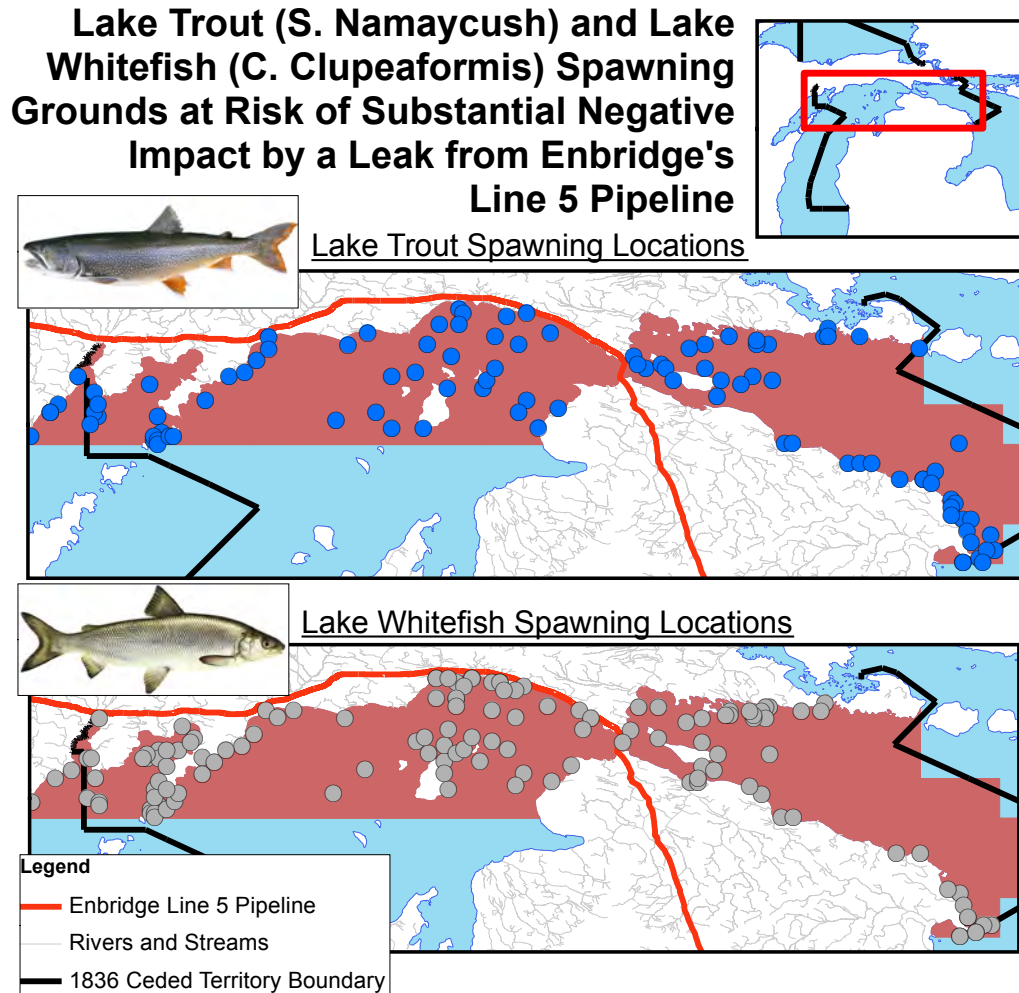 Lake Trout (S. Namaycush) and Lake
Whitefish (C. Clupeaformis) Spawning
Grounds at Risk of Substantial Negative
Impact by a Leak from Enbridge's
Line 5 Pipeline
Lake Trout Spawning Locations
Lake Whitefish Spawning Locations
Legend
Enbridge Line 5 Pipeline
Rivers and Streams
1836 Ceded Territory Boundary